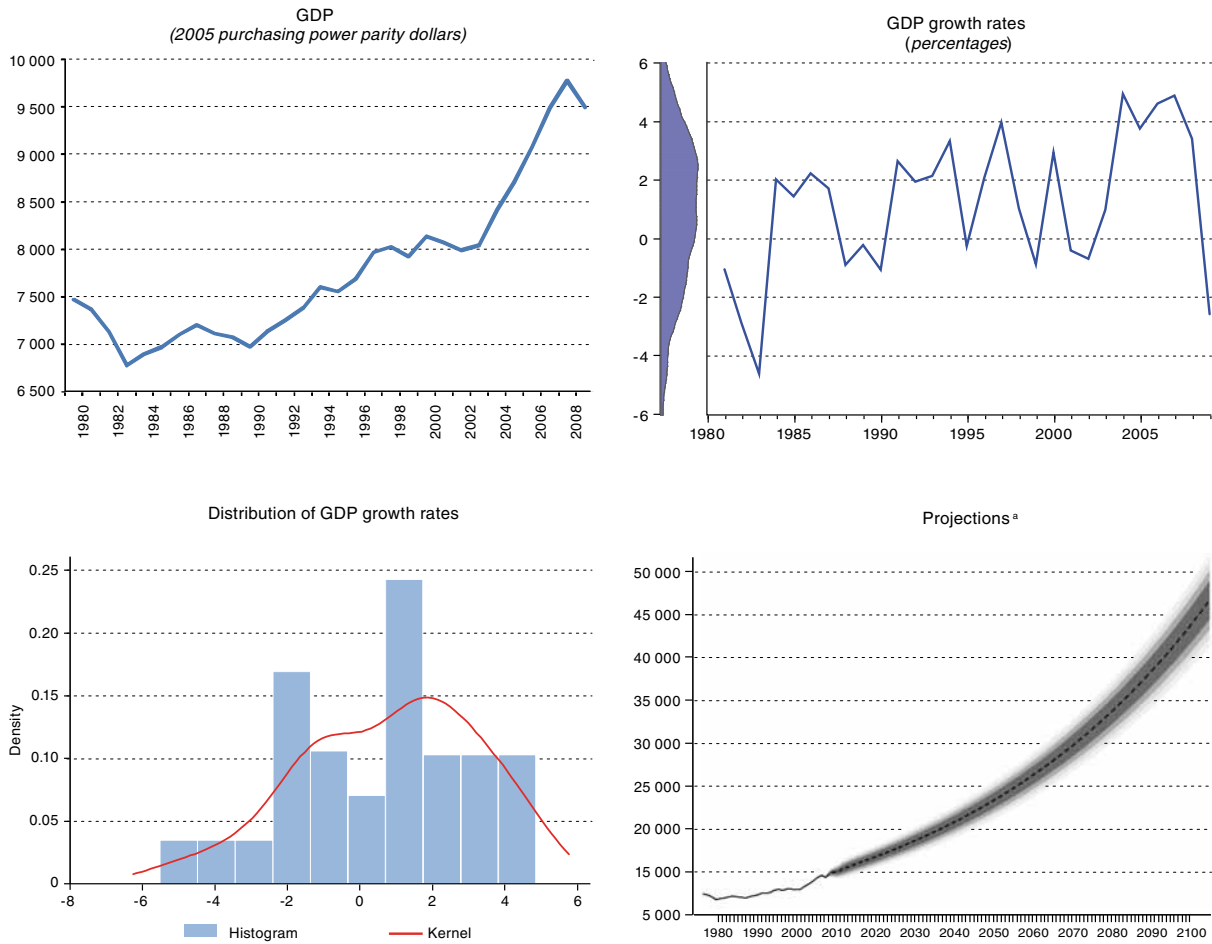 GDP
(2005 purchasing power parity dollars)
10 000
9 500
9 000
8 500
8 000
7 500
7 000
6 500
1980 1982 1984 1986 1988 1990 1992 1994 1996 1998 2000 2002 2004 2006 2008
GDP growth rates
(percentages)
6
4
2
0
-2
-4
-6
1980 1985 1990 1995 2000 2005
Distribution of GDP growth rates
Density
0.25
0.20
0.15
0.10
0.05
0
-8 -6 -4 -2 0 2 4 6
Histogram Kernel
Projections a
50 000
45 000
40 000
35 000
30 000
25 000
20 000
15 000
5 000
1980 1990 2000 2010 2020 2030 2040 2050 2060 2070 2080 2090 2100